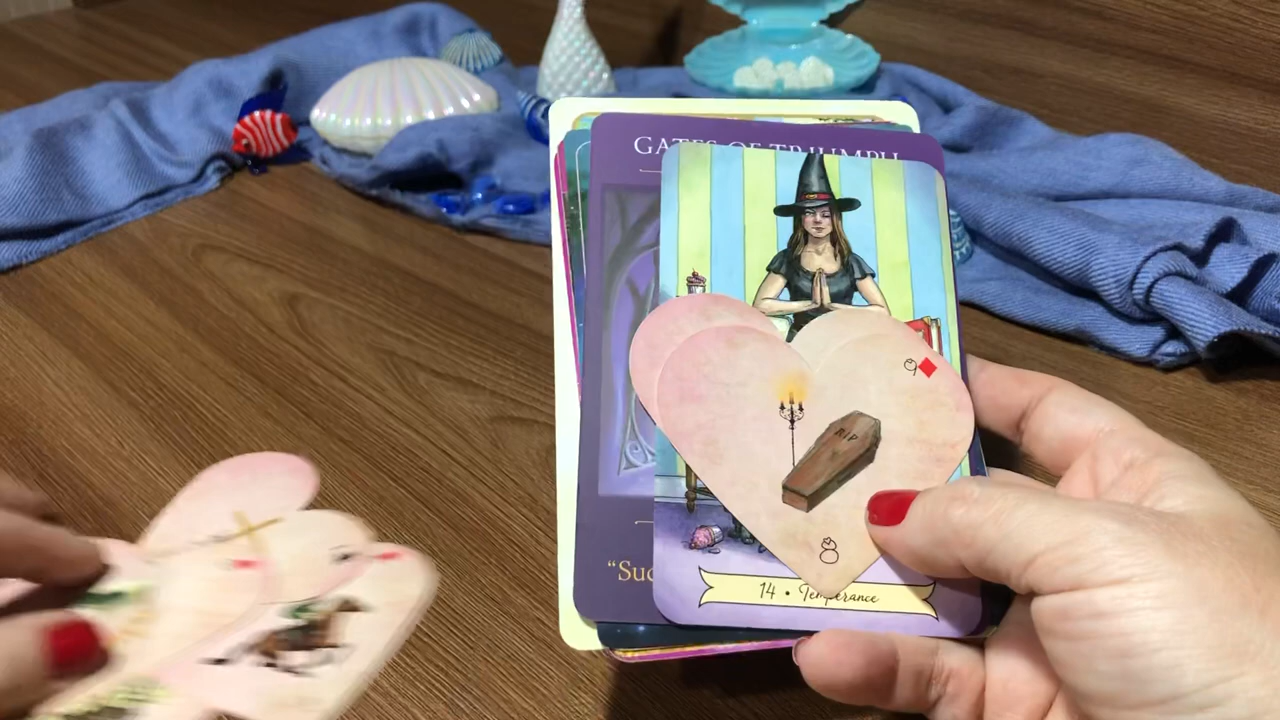 GATES OF TRIUMPH
9
RIP
8
"Suc
14 • Temperance